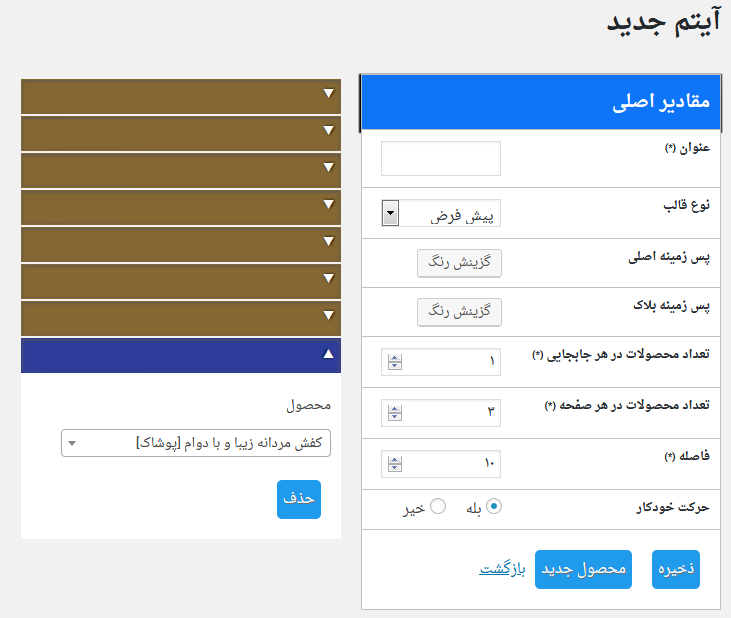 آیتم جدید
مقادیر اصلی
عنوان (*)
نوع قالب
پیش فرض
پس زمینه اصلی
گزینش رنگ
پس زمینه بلاک
گزینش رنگ
تعداد محصولات در هر جابجایی (*)
۱
تعداد محصولات در هر صفحه (*)
۳
فاصله (*)
۱۰
حرکت خودکار
بله خیر
ذخیره محصول جدید بازگشت
محصول
کفش مردانه زیبا و با دوام [پوشاک]
حذف